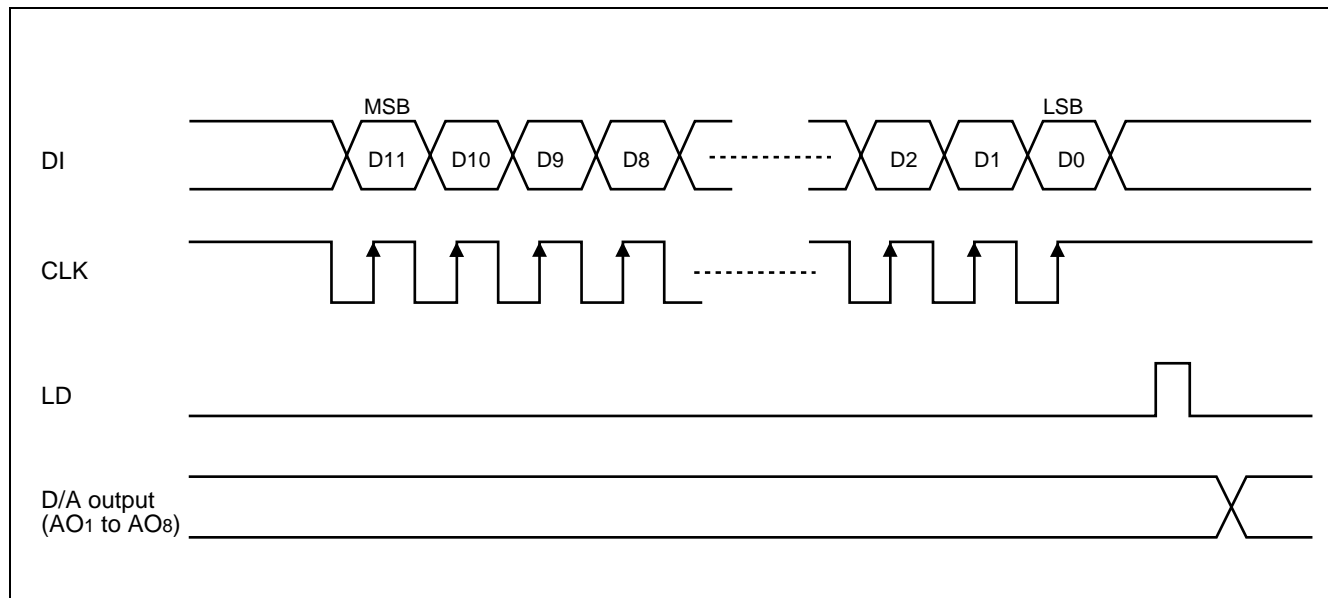 MSB
LSB
DI
D11 D10 D9 D8 D2 D1 D0
CLK
LD
D/A output
(AO1 to AO8)